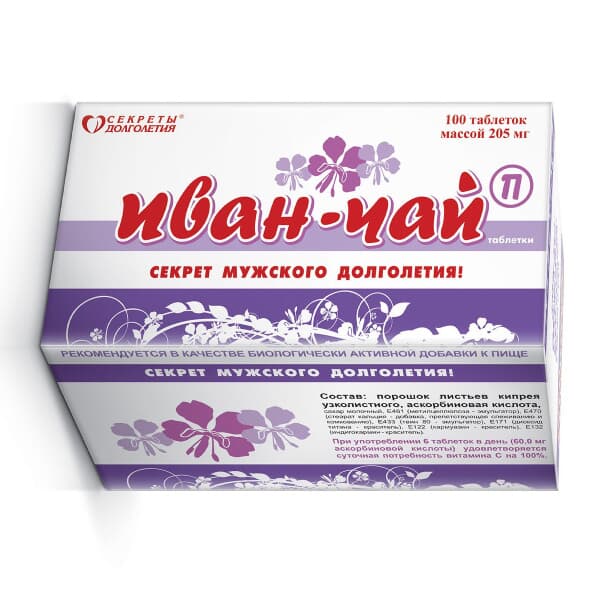 СЕКРЕТЫ®
ДОЛГОЛЕТИЯ
100 таблеток
массой 205 мг
иван-чай П
таблетки
СЕКРЕТ МУЖСКОГО ДОЛГОЛЕТИЯ!
РЕКОМЕНДУЕТСЯ В КАЧЕСТВЕ БИОЛОГИЧЕСКИ АКТИВНОЙ ДОБАВКИ К ПИЩЕ
СЕКРЕТ МУЖСКОГО ДОЛГОЛЕТИЯ!
Состав: порошок листьев кипрея
узколистного, аскорбиновая кислота,
сахар молочный, Е461 (метилцеллюлоза - эмульгатор), Е470
(стеарат кальция - добавка, препятствующая слеживанию и
комкованию), Е433 (твин 80 - эмульгатор), Е171 (диоксид
титана - краситель), Е122 (кармуазин - краситель), Е132
(индигокармин - краситель).
При употреблении 6 таблеток в день (60,0 мг
аскорбиновой кислоты) удовлетворяется
суточная потребность витамина С на 100%.